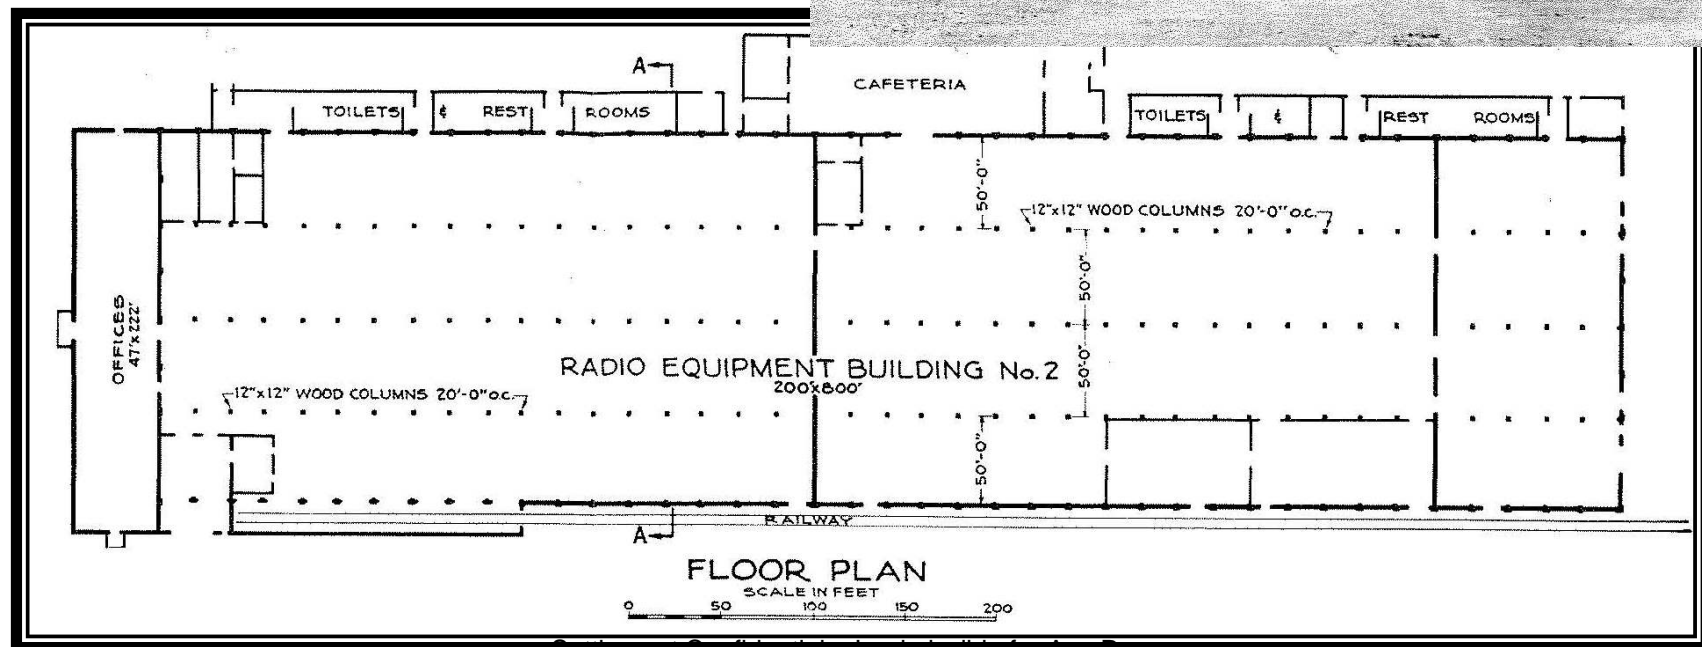 A
CAFETERIA
TOILETS & REST ROOMS
TOILETS & REST ROOMS
50'-0"
12"x12" WOOD COLUMNS 20'-0" o.c.
50'-0"
OFFICES
47'x222'
RADIO EQUIPMENT BUILDING No.2
200'x800'
50'-0"
12"x12" WOOD COLUMNS 20'-0" o.c.
50'-0"
RAILWAY
A
FLOOR PLAN
SCALE IN FEET
0 50 100 150 200